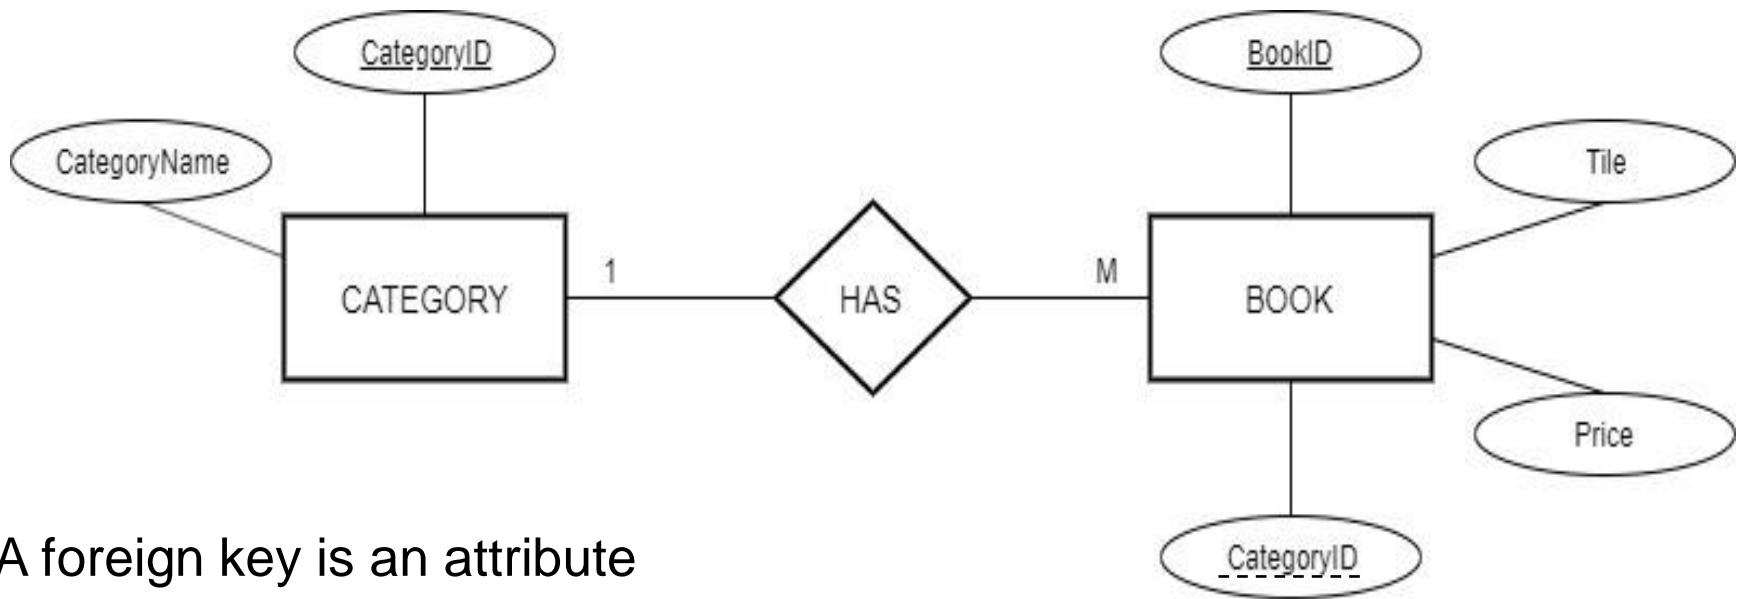 CategoryID
BookID
CategoryName
Tile
1
M
CATEGORY
HAS
BOOK
Price
A foreign key is an attribute
CategoryID